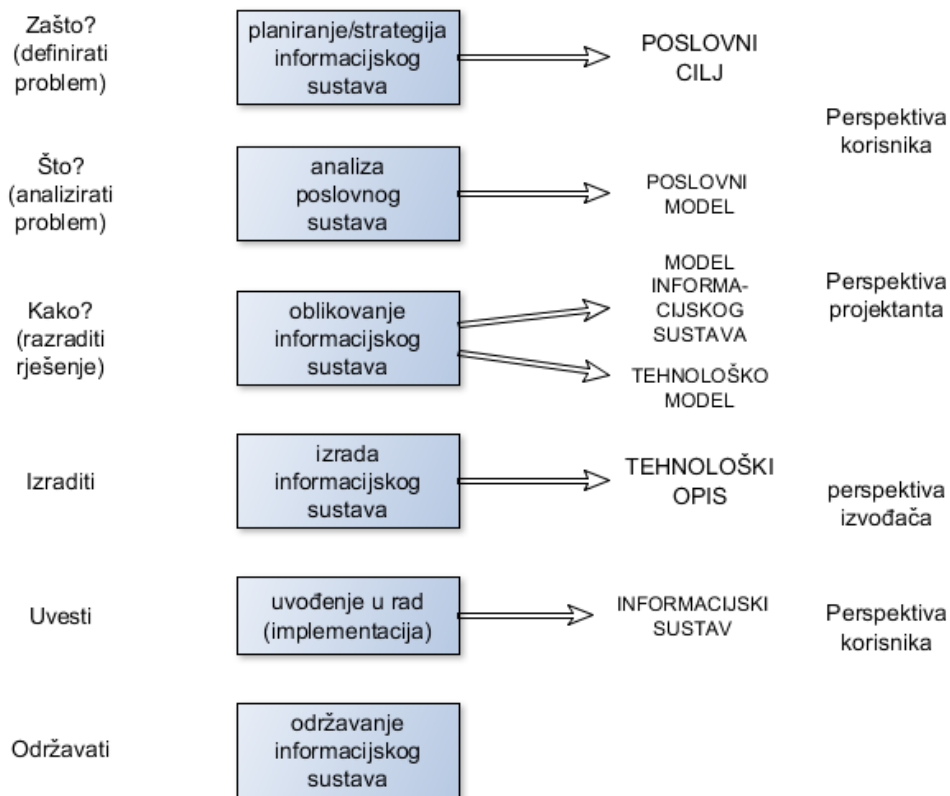 Zašto?
(definirati
problem)
planiranje/strategija
informacijskog
sustava
POSLOVNI
CILJ
Perspektiva
korisnika
Što?
(analizirati
problem)
analiza
poslovnog
sustava
POSLOVNI
MODEL
Kako?
(razraditi
rješenje)
oblikovanje
informacijskog
sustava
MODEL
INFORMA-
CIJSKOG
SUSTAVA
TEHNOLOŠKO
MODEL
Perspektiva
projektanta
Izraditi
izrada
informacijskog
sustava
TEHNOLOŠKI
OPIS
perspektiva
izvođača
Uvesti
uvođenje u rad
(implementacija)
INFORMACIJSKI
SUSTAV
Perspektiva
korisnika
Održavati
održavanje
informacijskog
sustava